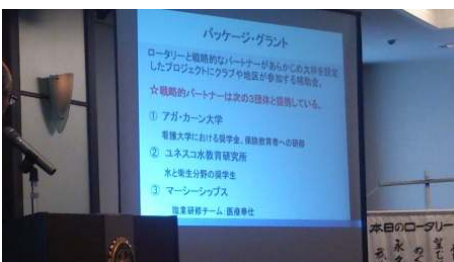 パッケージ・グラント
ロータリーと戦略的なパートナーがあらかじめ大枠を設定
したプロジェクトにクラブや地区が参加する補助金。
☆戦略的パートナーは次の3団体と提携している。
① アガ・カーン大学
看護大学における奨学金、保険教育者への研修
② ユネスコ水教育研究所
水と衛生分野の奨学生
③ マーシーシップス
職業研修チーム・医療奉仕
本日のロータリー